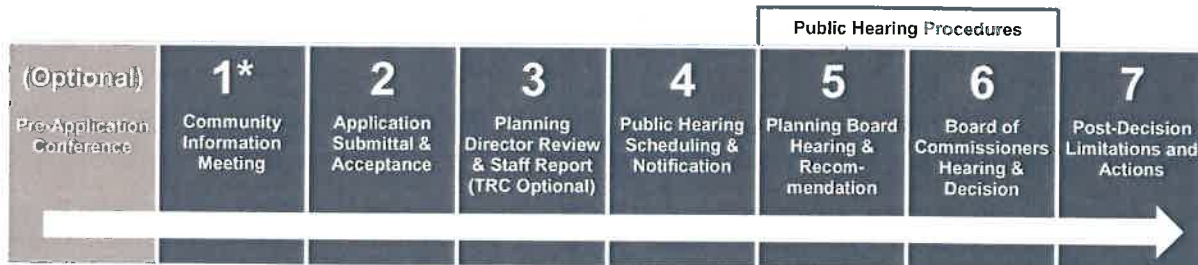 Public Hearing Procedures
(Optional)
Pre-Application
Conference
1*
Community
Information
Meeting
2
Application
Submittal &
Acceptance
3
Planning
Director Review
& Staff Report
(TRC Optional)
4
Public Hearing
Scheduling &
Notification
5
Planning Board
Hearing &
Recom-
mendation
6
Board of
Commissioners
Hearing &
Decision
7
Post-Decision
Limitations and
Actions